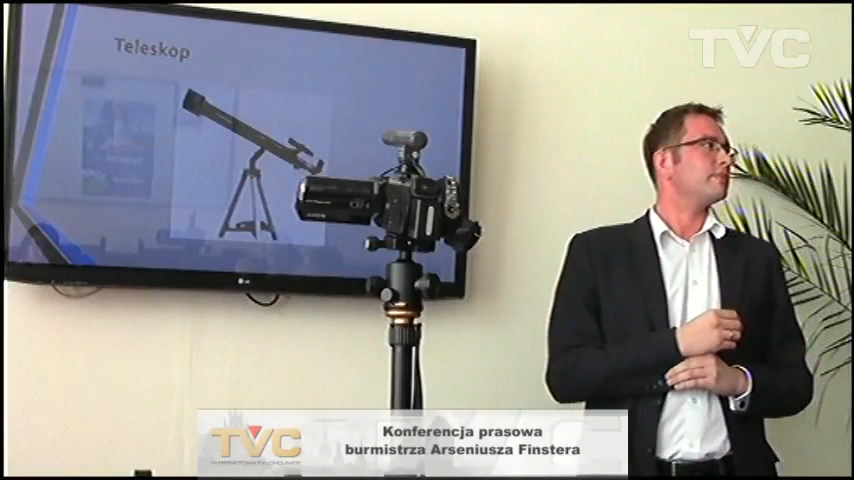 Teleskop
TVC
LG
TVC
Konferencja prasowa
burmistrza Arseniusza Finstera